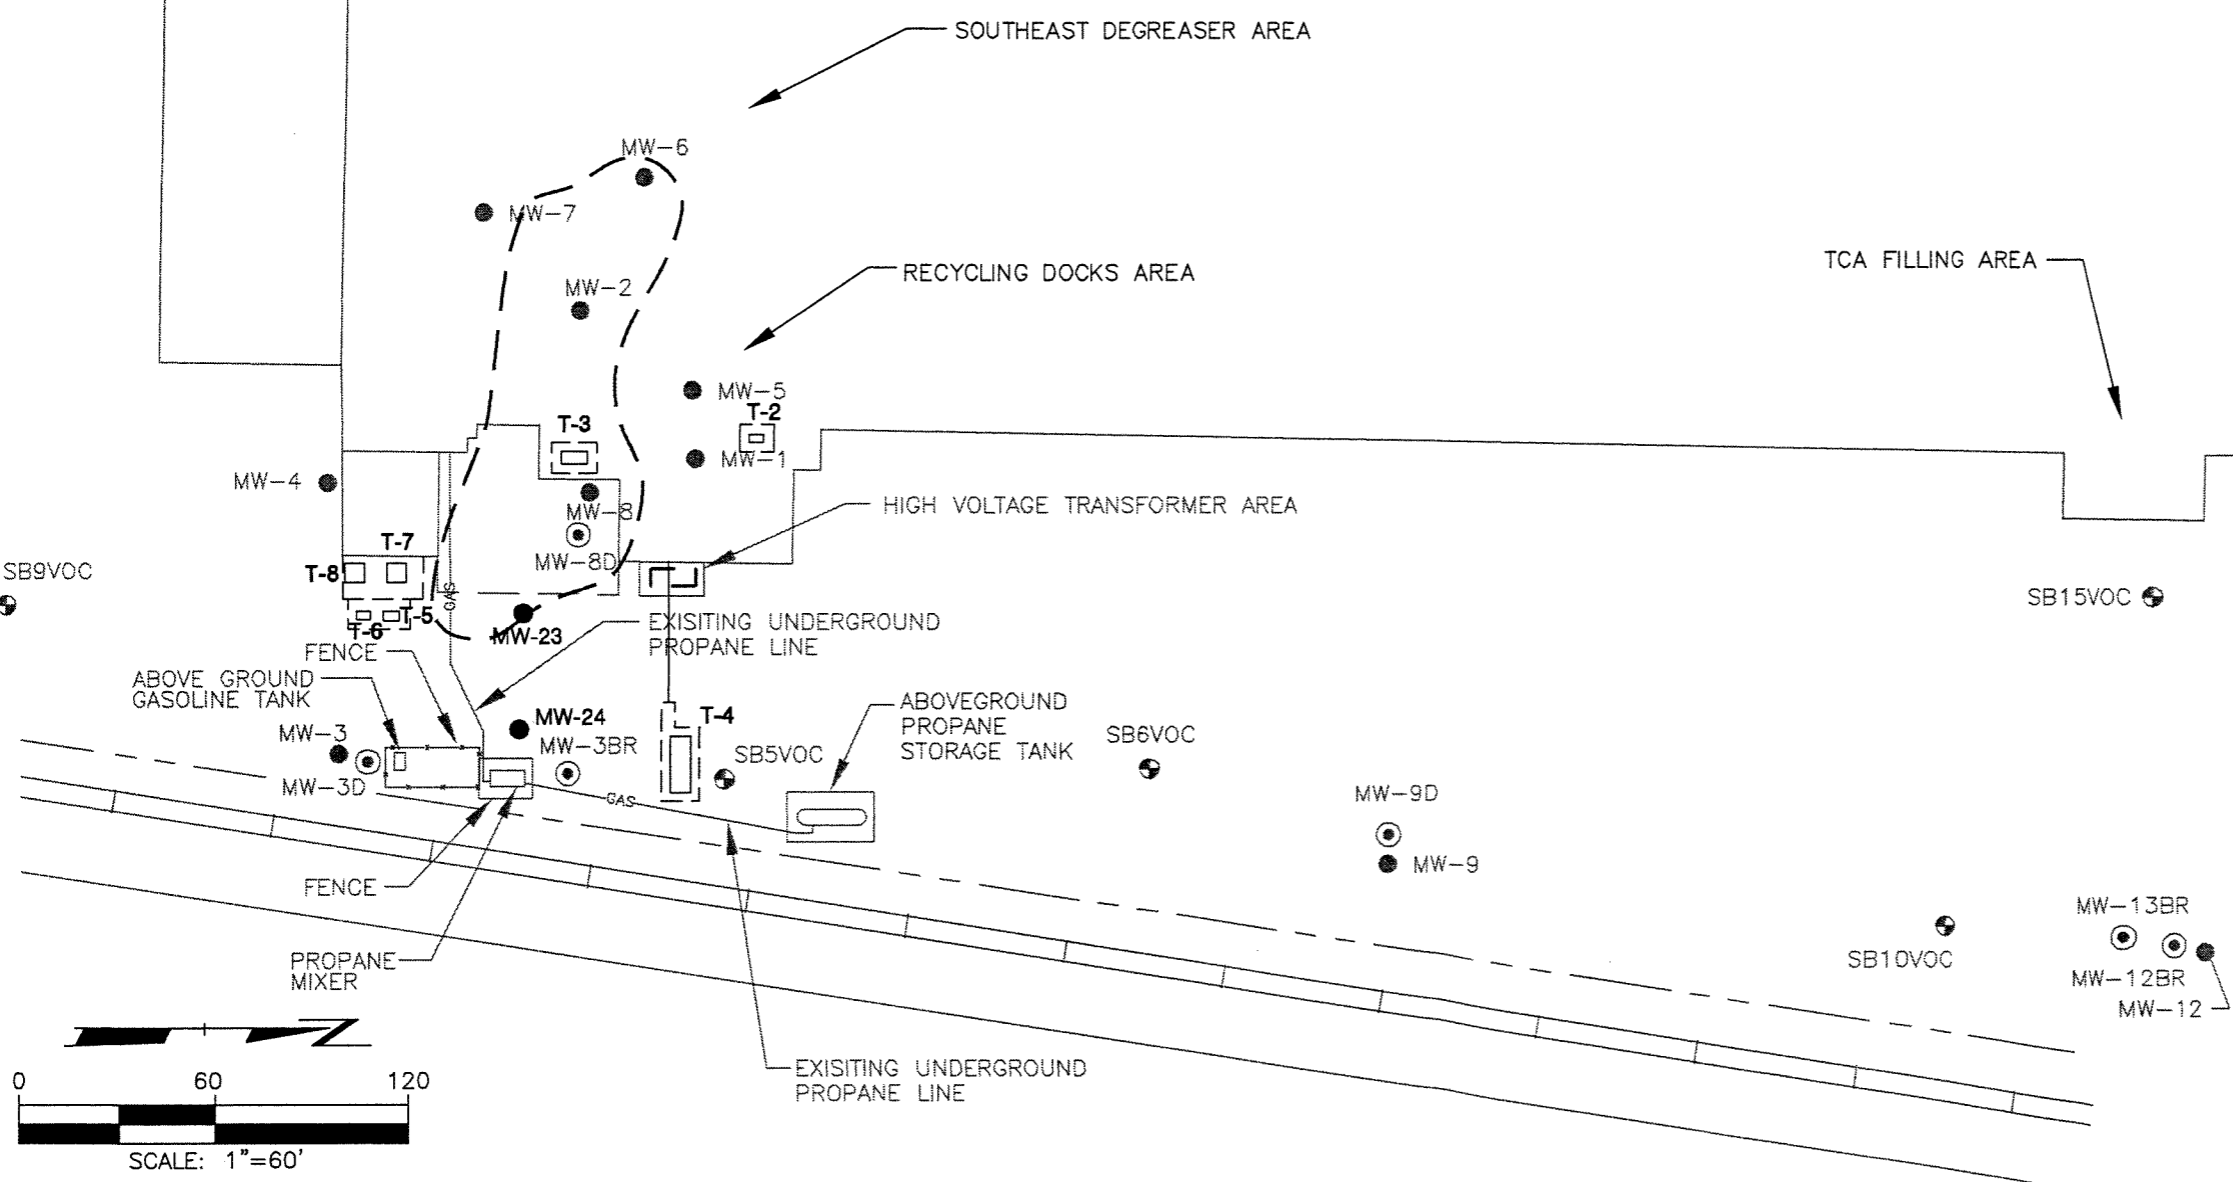 SOUTHEAST DEGREASER AREA
MW-6
MW-7
RECYCLING DOCKS AREA
TCA FILLING AREA
MW-2
MW-5
T-2
T-3
MW-1
MW-4
HIGH VOLTAGE TRANSFORMER AREA
MW-8
T-7
MW-8D
SB9VOC
T-8
GAS
SB15VOC
T-5
T-6
MW-23
EXISITING UNDERGROUND
PROPANE LINE
FENCE
ABOVE GROUND
GASOLINE TANK
ABOVEGROUND
PROPANE
STORAGE TANK
MW-24
T-4
MW-3
MW-3BR
SB5VOC
SB6VOC
MW-3D
GAS
MW-9D
MW-9
FENCE
MW-13BR
SB10VOC
PROPANE
MIXER
MW-12BR
MW-12
N
EXISITING UNDERGROUND
PROPANE LINE
0 60 120
SCALE: 1"=60'